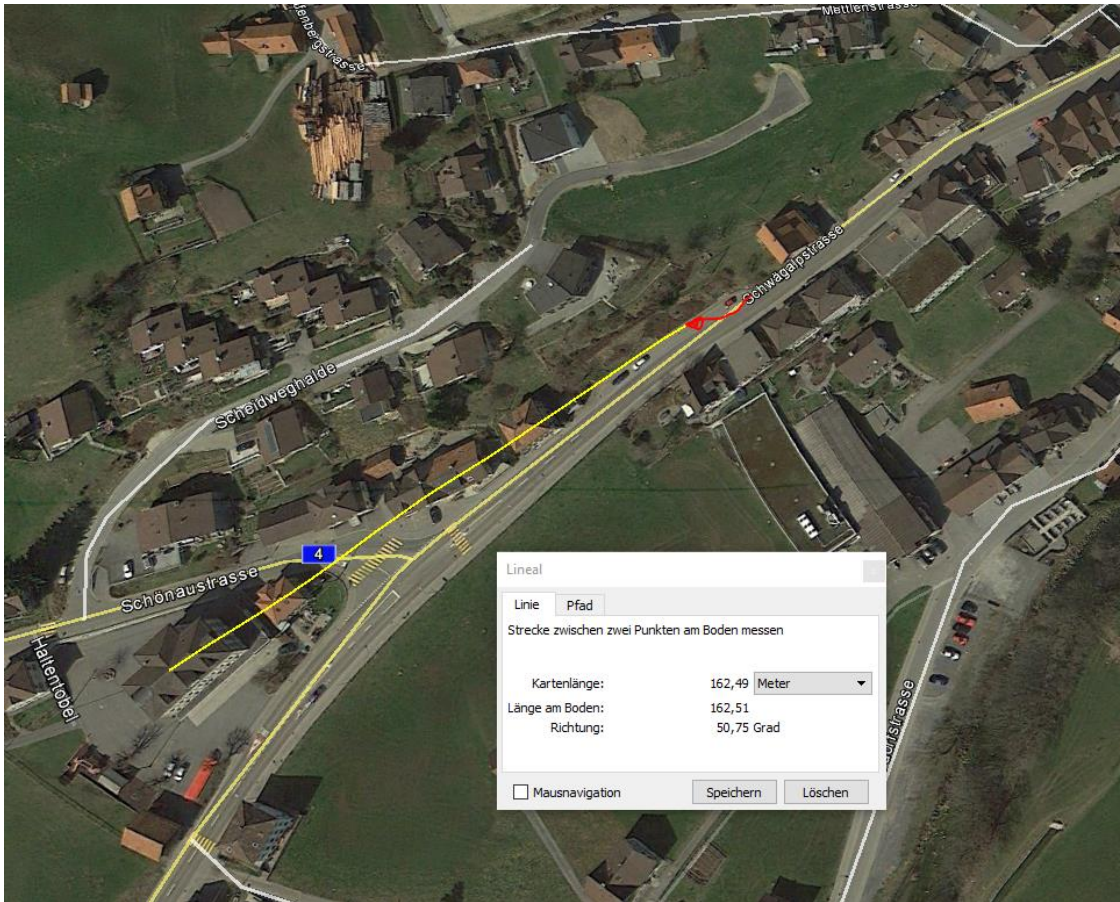 Mettlenstrasse
Schwägalpstrasse
Scheidweghalde
4
Schönaustrasse
Haltentobel
Lineal
Linie
Pfad
Strecke zwischen zwei Punkten am Boden messen
Kartenlänge: 162,49 Meter
Länge am Boden: 162,51
Richtung: 50,75 Grad
Mausnavigation
Speichern
Löschen